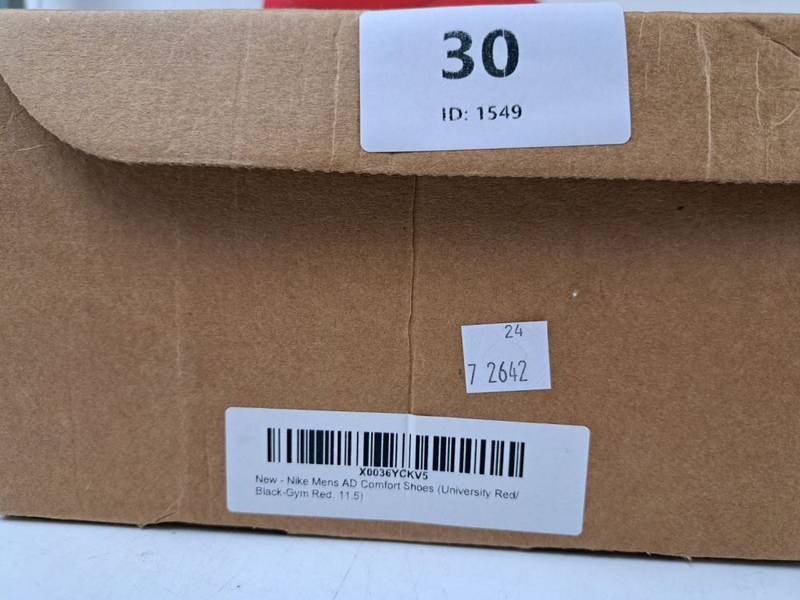 30
ID: 1549
24
7 2642
X0036YCKV5
New - Nike Mens AD Comfort Shoes (University Red/
Black-Gym Red. 11.5)